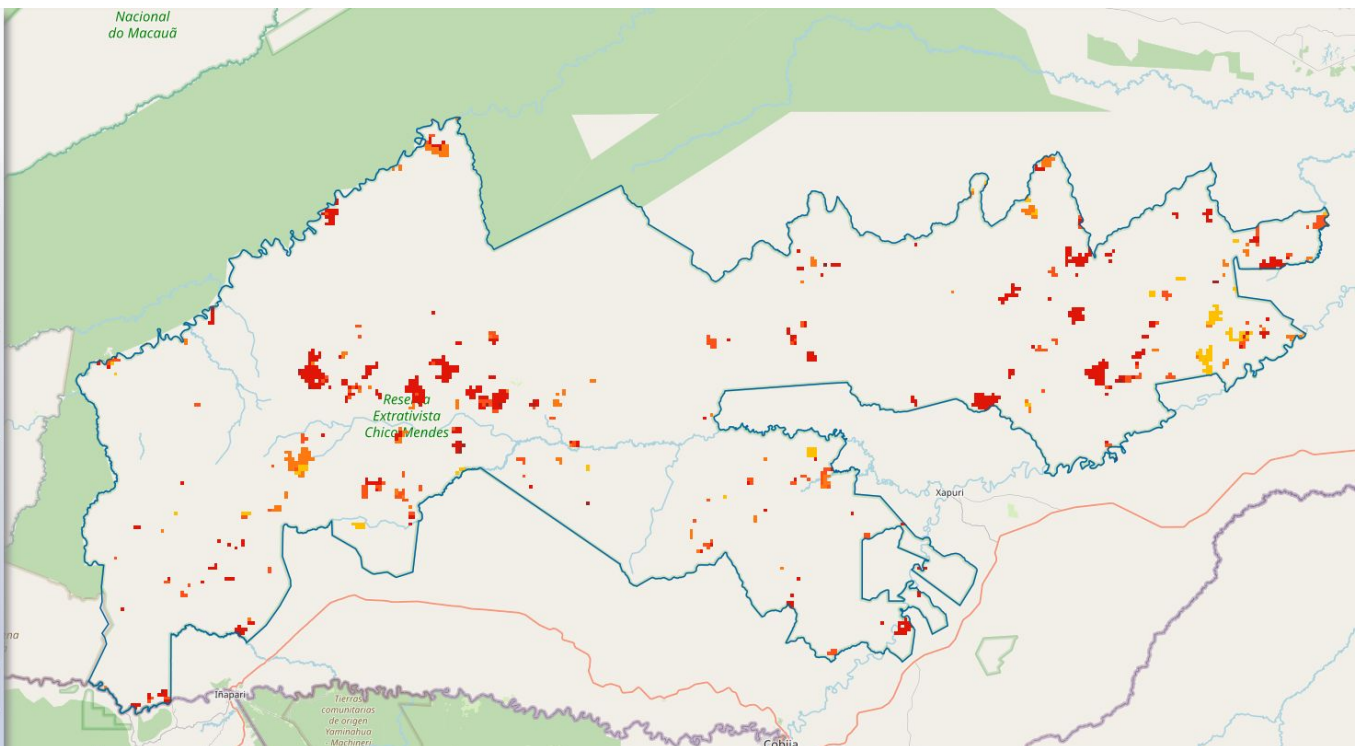 Nacional
do Macauã
Reserva
Extrativista
Chico Mendes
Xapuri
Iñapari
Tierras
comunitarias
de origen
Yaminahua
Machineri
Cobija